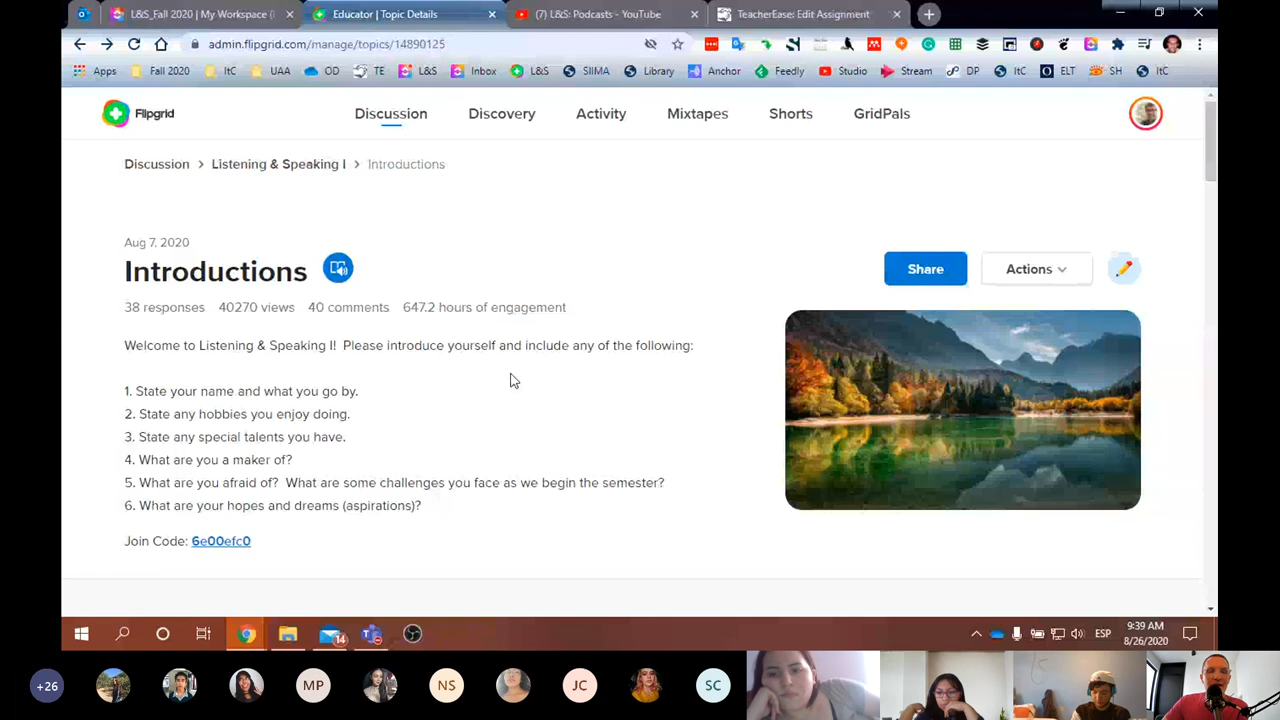 L&S_Fall 2020 | My Workspace (
Educator | Topic Details
(7) L&S: Podcasts - YouTube
TeacherEase: Edit Assignment
admin.flipgrid.com/manage/topic/14890125
Apps
Fall 2020
ItC
UAA
OD
TE
L&S
Inbox
L&S
SIIMA
Library
Anchor
Feedly
Studio
Stream
DP
ItC
ELT
SH
ItC
Flipgrid
Discussion
Discovery
Activity
Mixtapes
Shorts
GridPals
Discussion > Listening & Speaking I > Introductions
Aug 7, 2020
Introductions
Share
Actions
38 responses 40270 views 40 comments 647.2 hours of engagement
Welcome to Listening & Speaking I! Please introduce yourself and include any of the following:
1. State your name and what you go by.
2. State any hobbies you enjoy doing.
3. State any special talents you have.
4. What are you a maker of?
5. What are you afraid of? What are some challenges you face as we begin the semester?
6. What are your hopes and dreams (aspirations)?
Join Code: 6e00efc0
14
ESP
9:39 AM
8/26/2020
+26
MP
NS
JC
SC